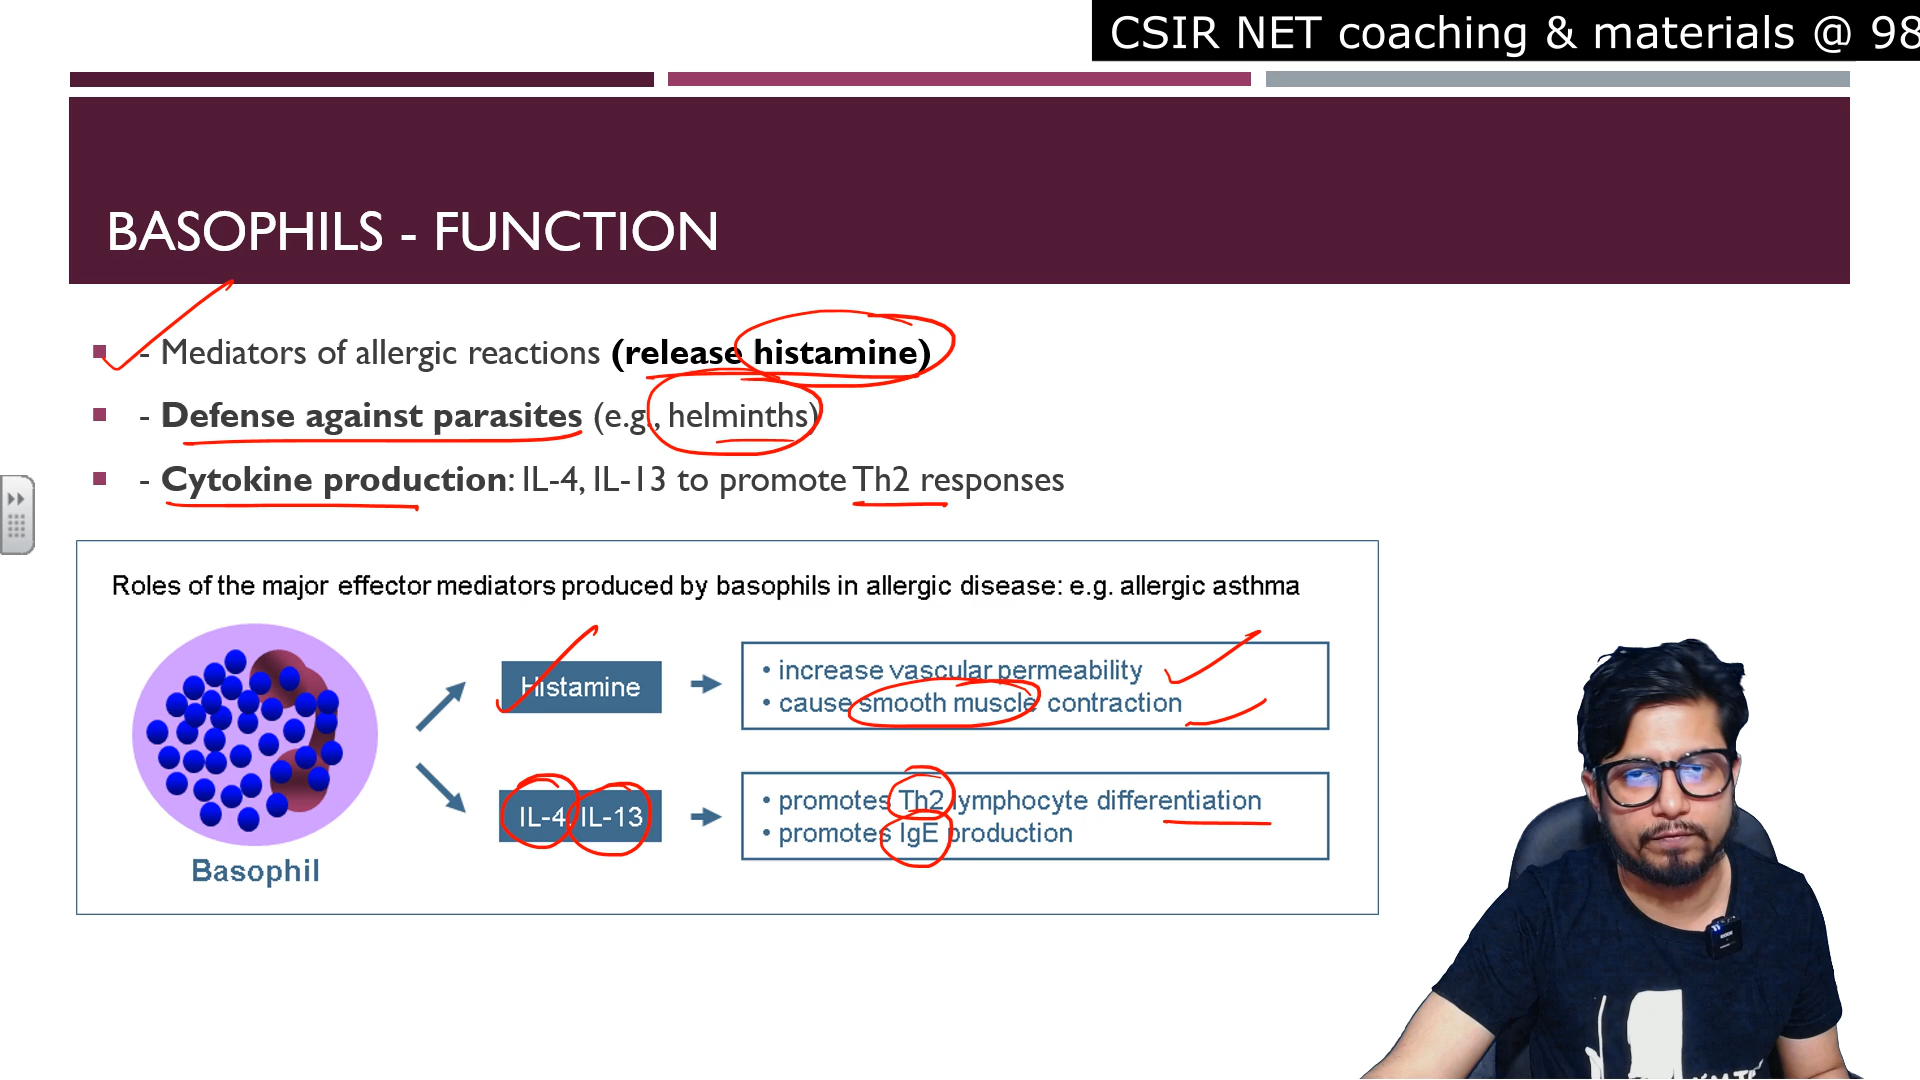 CSIR NET coaching & materials @ 98
BASOPHILS - FUNCTION
- Mediators of allergic reactions (release histamine)
- Defense against parasites (e.g., helminths)
- Cytokine production: IL-4, IL-13 to promote Th2 responses
Roles of the major effector mediators produced by basophils in allergic disease: e.g. allergic asthma
Histamine
• increase vascular permeability
• cause smooth muscle contraction
IL-4, IL-13
• promotes Th2 lymphocyte differentiation
• promotes IgE production
Basophil